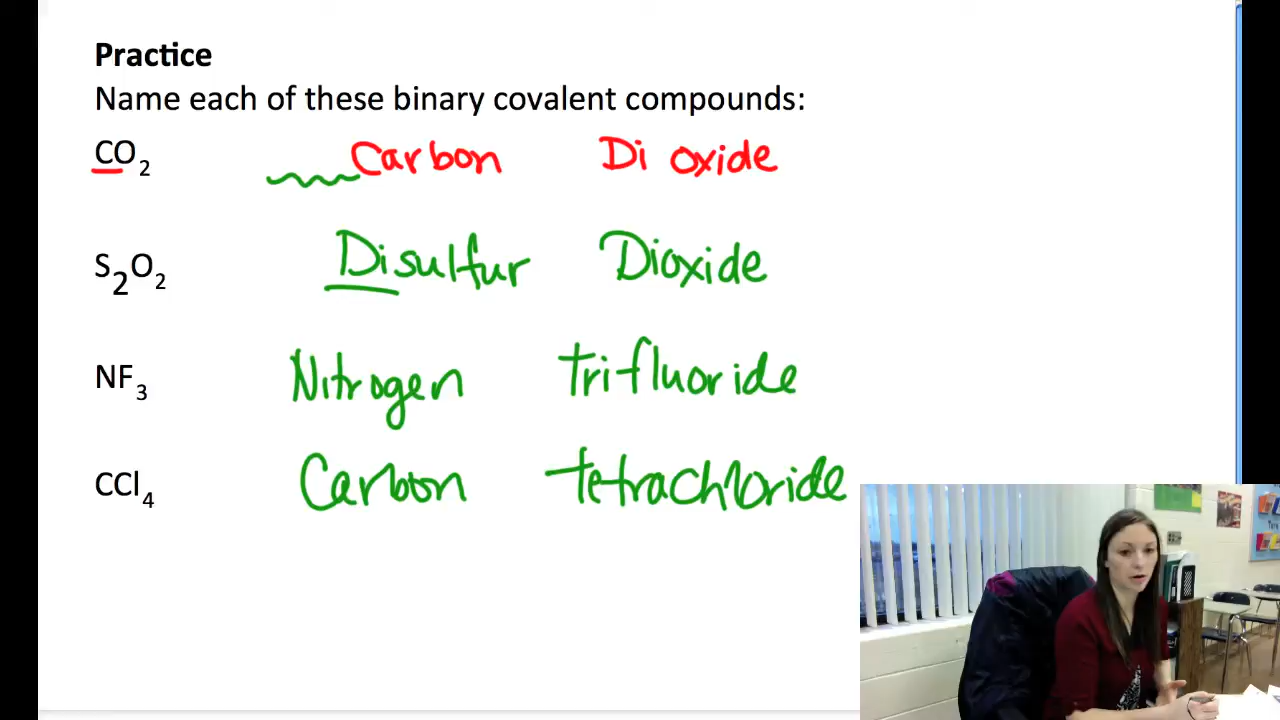 Practice
Name each of these binary covalent compounds:
CO2 Carbon Di oxide
S2O2 Disulfur Dioxide
NF3 Nitrogen trifluoride
CCl4 Carbon tetrachloride